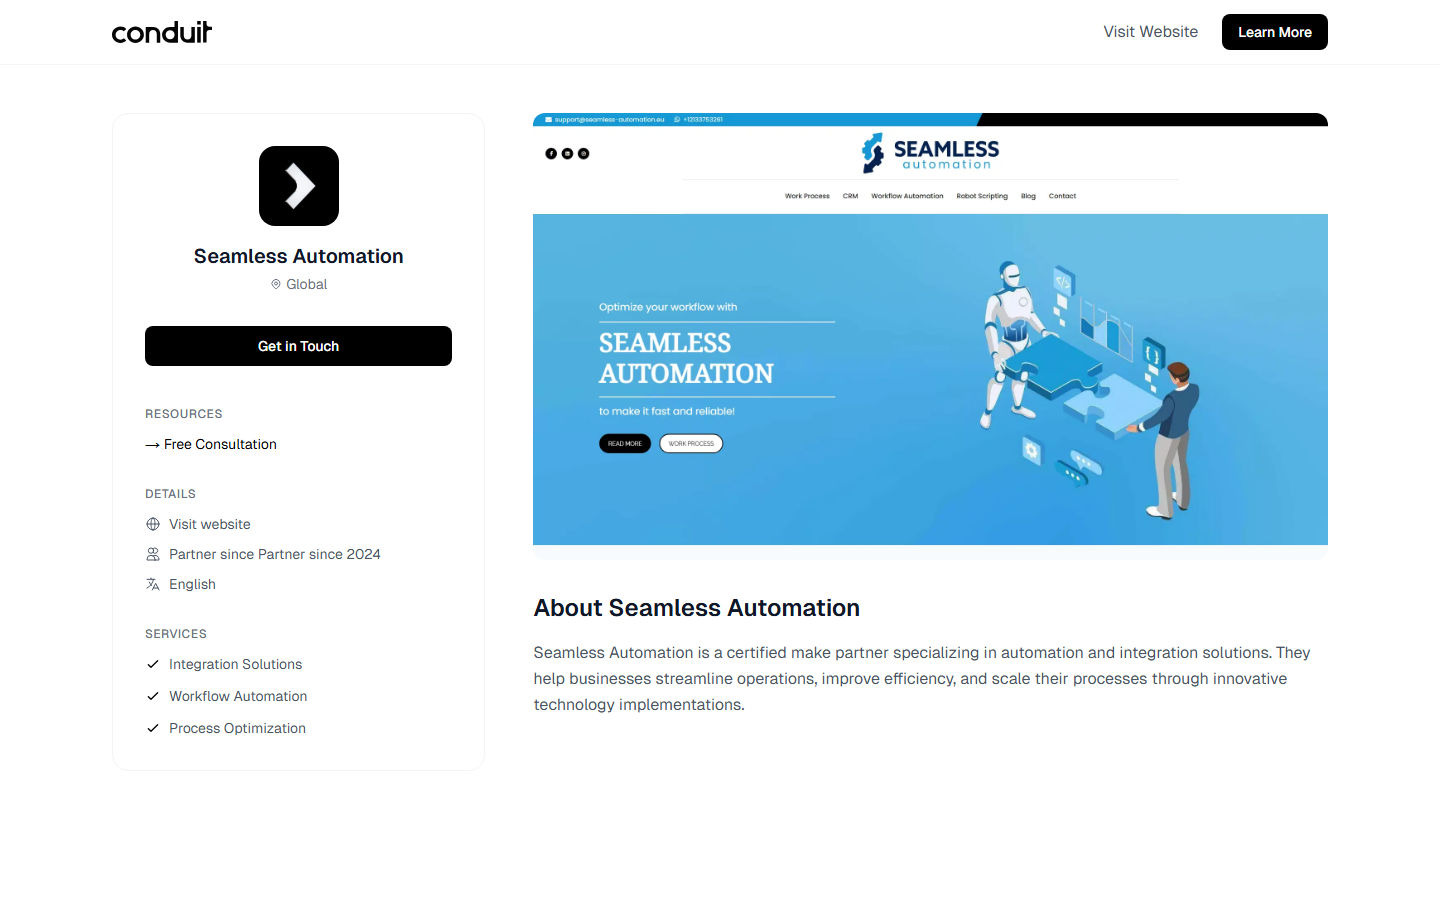 conduit
Visit Website
Learn More
Seamless Automation
Global
Get in Touch
RESOURCES
→ Free Consultation
DETAILS
Visit website
Partner since Partner since 2024
English
SERVICES
Integration Solutions
Workflow Automation
Process Optimization
support@seamless-automation.eu +12133753261
SEAMLESS
automation
Work Process CRM Workflow Automation Robot Scripting Blog Contact
Optimize your workflow with
SEAMLESS
AUTOMATION
to make it fast and reliable!
READ MORE WORK PROCESS
About Seamless Automation
Seamless Automation is a certified make partner specializing in automation and integration solutions. They
help businesses streamline operations, improve efficiency, and scale their processes through innovative
technology implementations.